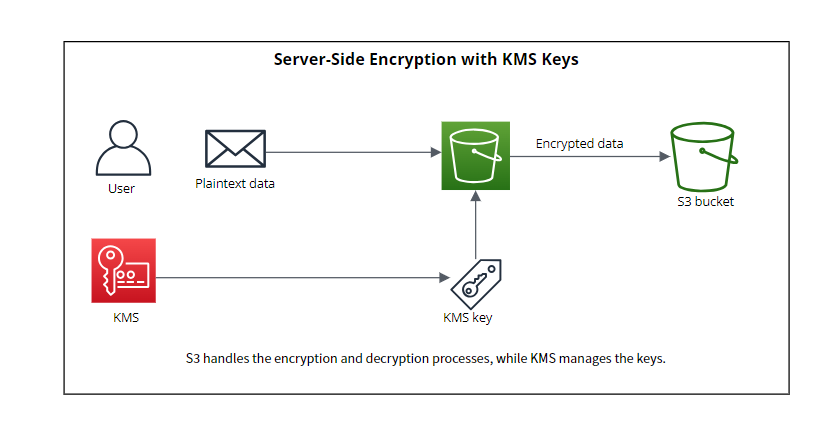 Server-Side Encryption with KMS Keys
Encrypted data
User
Plaintext data
S3 bucket
KMS
KMS key
S3 handles the encryption and decryption processes, while KMS manages the keys.